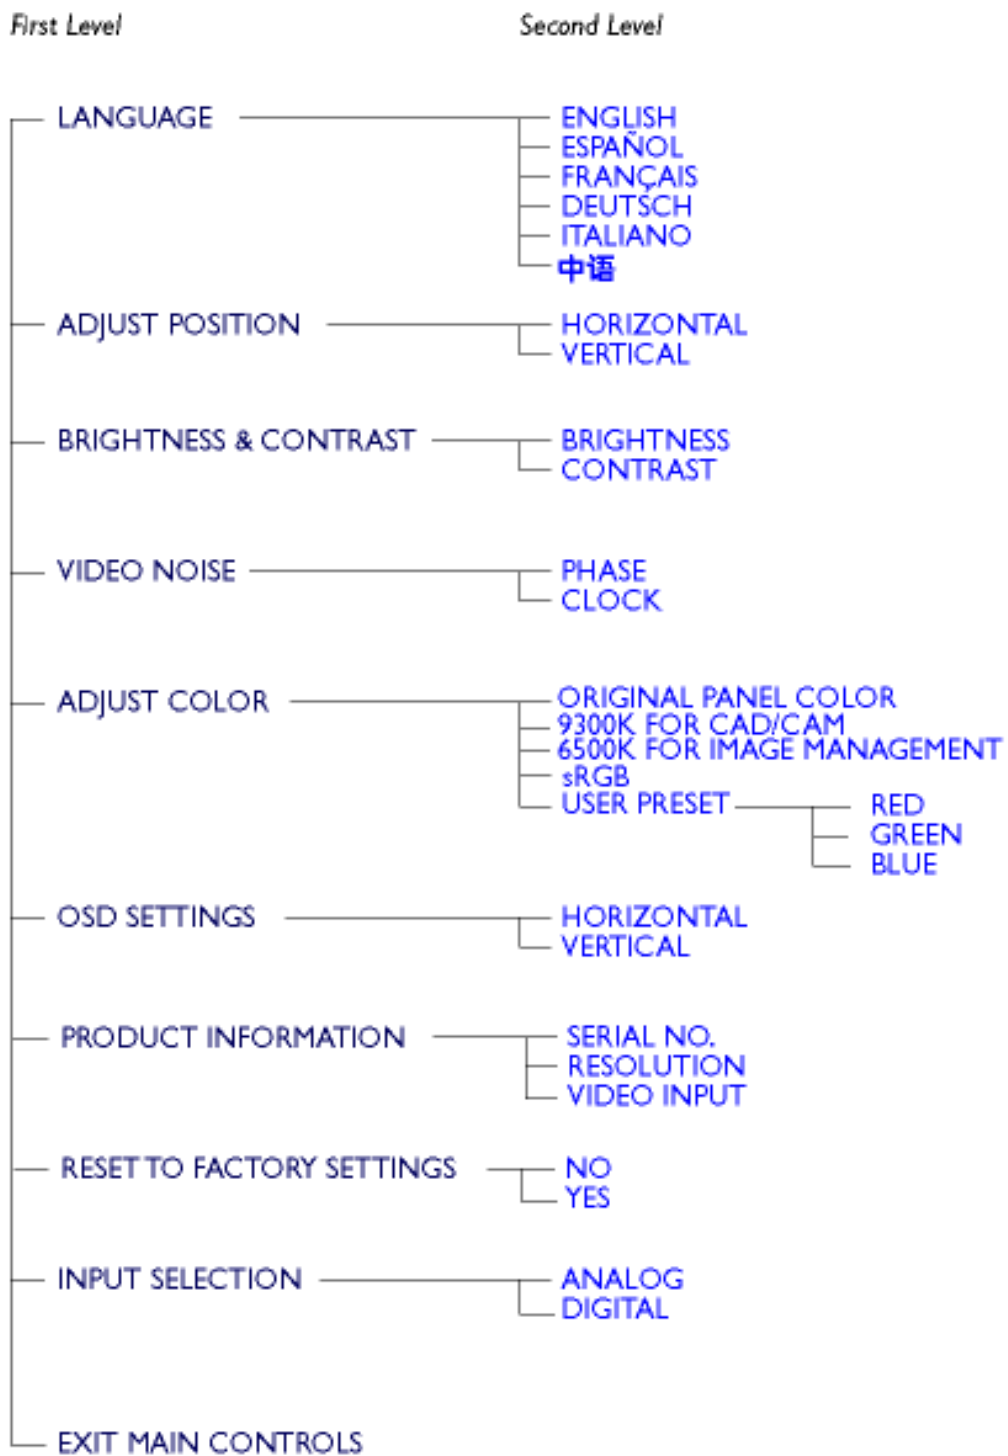 First Level Second Level
LANGUAGE ENGLISH
ESPAÑOL
FRANÇAIS
DEUTSCH
ITALIANO
中语
ADJUST POSITION HORIZONTAL
VERTICAL
BRIGHTNESS & CONTRAST BRIGHTNESS
CONTRAST
VIDEO NOISE PHASE
CLOCK
ADJUST COLOR ORIGINAL PANEL COLOR
9300K FOR CAD/CAM
6500K FOR IMAGE MANAGEMENT
sRGB
USER PRESET RED
GREEN
BLUE
OSD SETTINGS HORIZONTAL
VERTICAL
PRODUCT INFORMATION SERIAL NO.
RESOLUTION
VIDEO INPUT
RESET TO FACTORY SETTINGS NO
YES
INPUT SELECTION ANALOG
DIGITAL
EXIT MAIN CONTROLS